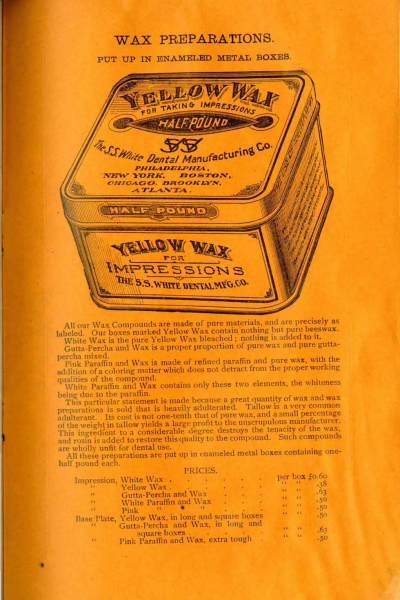 WAX PREPARATIONS.
PUT UP IN ENAMELED METAL BOXES.
YELLOW WAX
FOR TAKING IMPRESSIONS
HALF POUND
SS
The S.S. White Dental Manufacturing Co.
PHILADELPHIA,
NEW YORK, BOSTON,
CHICAGO, BROOKLYN,
ATLANTA.
HALF POUND
YELLOW WAX
FOR
IMPRESSIONS
THE S.S. WHITE DENTAL MFG. CO.
All our Wax Compounds are made of pure materials, and are precisely as
labeled. Our boxes marked Yellow Wax contain nothing but pure beeswax.
White Wax is the pure Yellow Wax bleached; nothing is added to it.
Gutta-Percha and Wax is a proper proportion of pure wax and pure gutta-
percha mixed.
Pink Paraffin and Wax is made of refined paraffin and pure wax, with the
addition of a coloring matter which does not detract from the proper working
qualities of the compound.
White Paraffin and Wax contains only these two elements, the whiteness
being due to the paraffin.
This particular statement is made because a great quantity of wax and wax
preparations is sold that is heavily adulterated. Tallow is a very common
adulterant. Its cost is not one-tenth that of pure wax, and a small percentage
of the weight in tallow yields a large profit to the unscrupulous manufacturer.
This ingredient to a considerable degree destroys the tenacity of the wax,
and rosin is added to restore this quality to the compound. Such compounds
are wholly unfit for dental use.
All these preparations are put up in enameled metal boxes containing one-
half pound each.
PRICES.
Impression, White Wax . . . . . . per box $0.60
" Yellow Wax . . . . . . " " .38
" Gutta-Percha and Wax . . . . " " .63
" White Paraffin and Wax . . . " " .50
" Pink " " . . . " " .50
Base Plate, Yellow Wax, in long and square boxes " " .50
" Gutta-Percha and Wax, in long and
square boxes . . . . . " " .63
" Pink Paraffin and Wax, extra tough . " " .50